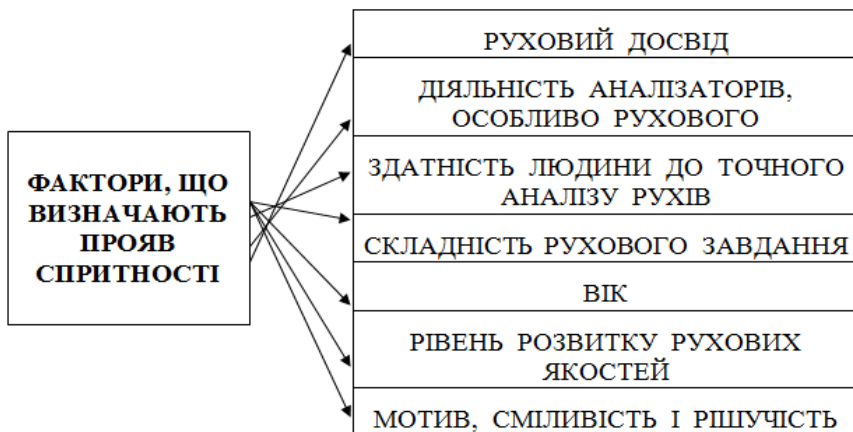 ФАКТОРИ, ЩО
ВИЗНАЧАЮТЬ
ПРОЯВ
СПРИТНОСТІ
РУХОВИЙ ДОСВІД
ДІЯЛЬНІСТЬ АНАЛІЗАТОРІВ,
ОСОБЛИВО РУХОВОГО
ЗДАТНІСТЬ ЛЮДИНИ ДО ТОЧНОГО
АНАЛІЗУ РУХІВ
СКЛАДНІСТЬ РУХОВОГО ЗАВДАННЯ
ВІК
РІВЕНЬ РОЗВИТКУ РУХОВИХ
ЯКОСТЕЙ
МОТИВ, СМІЛИВІСТЬ І РІШУЧІСТЬ